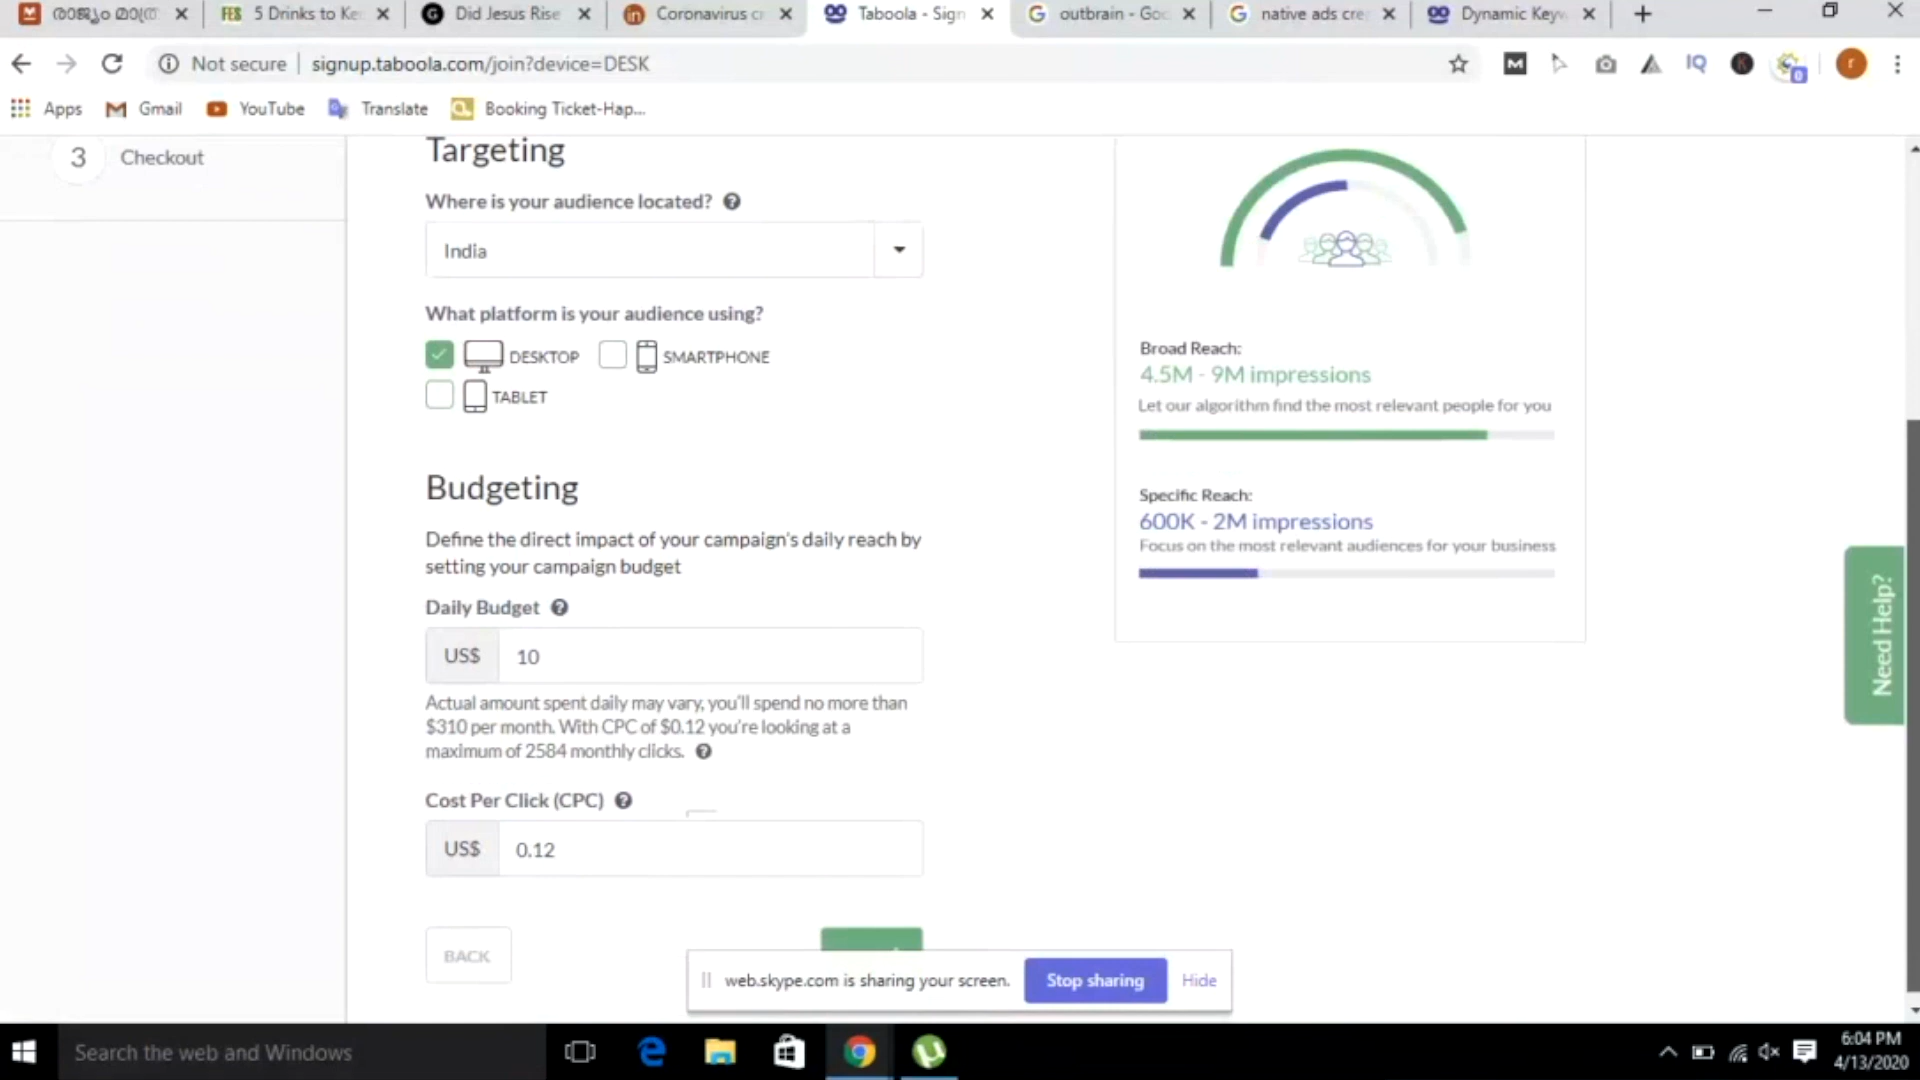 രാജ്യം മാറ്റി
5 Drinks to Ke
Did Jesus Rise
Coronavirus c
Taboola - Sign
outbrain - Goo
native ads cre
Dynamic Keyw
Not secure | signup.taboola.com/join?device=DESK
Apps
Gmail
YouTube
Translate
Booking Ticket-Hap...
3 Checkout
Targeting
Where is your audience located?
India
What platform is your audience using?
DESKTOP
SMARTPHONE
TABLET
Budgeting
Define the direct impact of your campaign's daily reach by
setting your campaign budget
Daily Budget
US$ 10
Actual amount spent daily may vary, you'll spend no more than
$310 per month. With CPC of $0.12 you're looking at a
maximum of 2584 monthly clicks.
Cost Per Click (CPC)
US$ 0.12
BACK
Broad Reach:
4.5M - 9M impressions
Let our algorithm find the most relevant people for you
Specific Reach:
600K - 2M impressions
Focus on the most relevant audiences for your business
Need Help?
web.skype.com is sharing your screen.
Stop sharing
Hide
Search the web and Windows
6:04 PM
4/13/2020